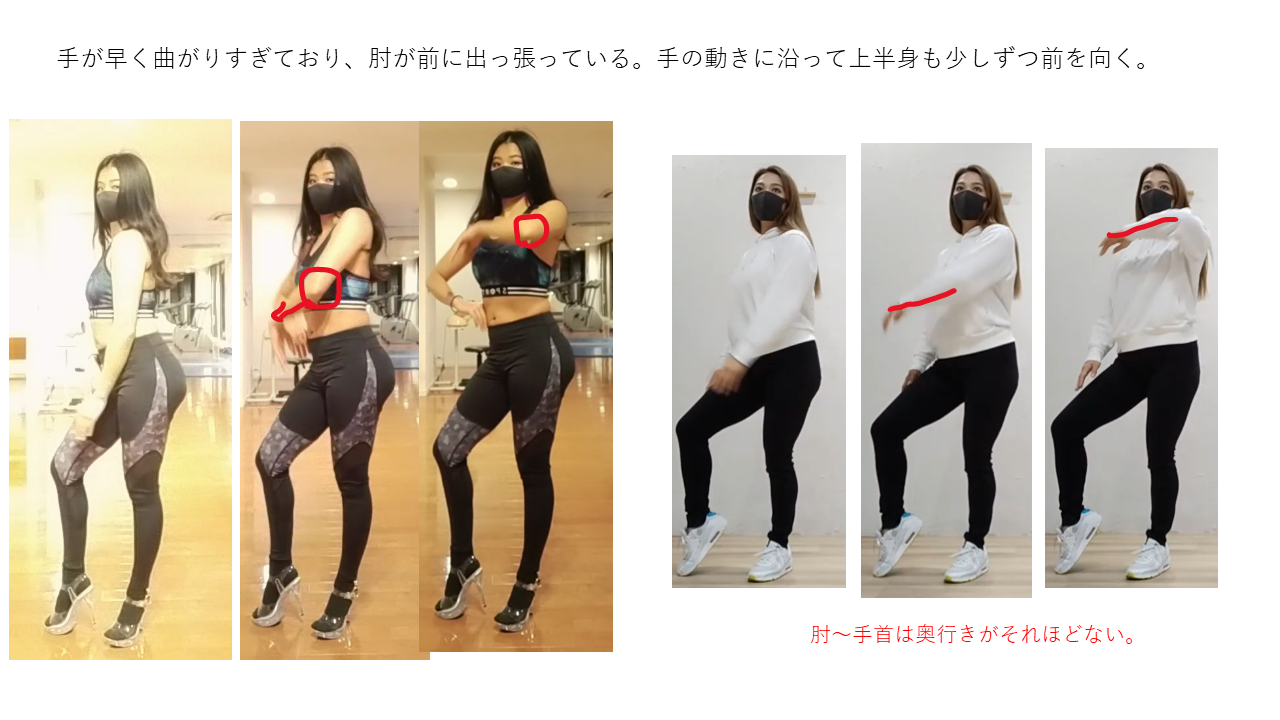 手が早く曲がりすぎており、肘が前に出っ張っている。手の動きに沿って上半身も少しずつ前を向く。
肘～手首は奥行きがそれほどない。